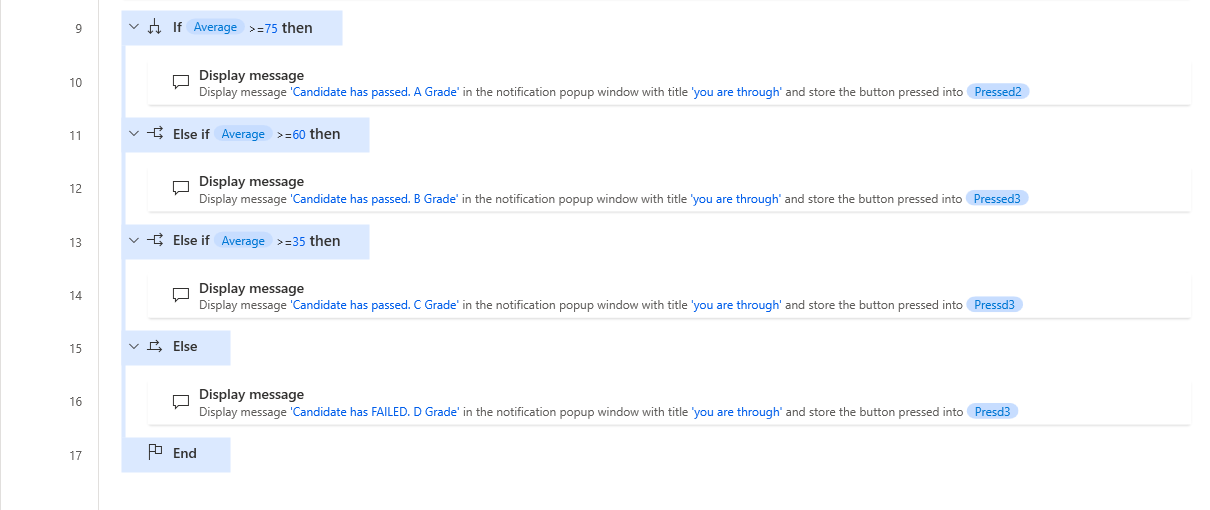 9 If Average >=75 then
10 Display message
Display message 'Candidate has passed. A Grade' in the notification popup window with title 'you are through' and store the button pressed into Pressed2
11 Else if Average >=60 then
12 Display message
Display message 'Candidate has passed. B Grade' in the notification popup window with title 'you are through' and store the button pressed into Pressed3
13 Else if Average >=35 then
14 Display message
Display message 'Candidate has passed. C Grade' in the notification popup window with title 'you are through' and store the button pressed into Pressd3
15 Else
16 Display message
Display message 'Candidate has FAILED. D Grade' in the notification popup window with title 'you are through' and store the button pressed into Presd3
17 End